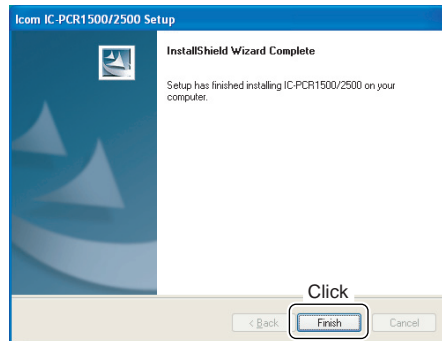 Icom IC-PCR1500/2500 Setup
InstallShield Wizard Complete
Setup has finished installing IC-PCR1500/2500 on your
computer.
Click
< Back Finish Cancel